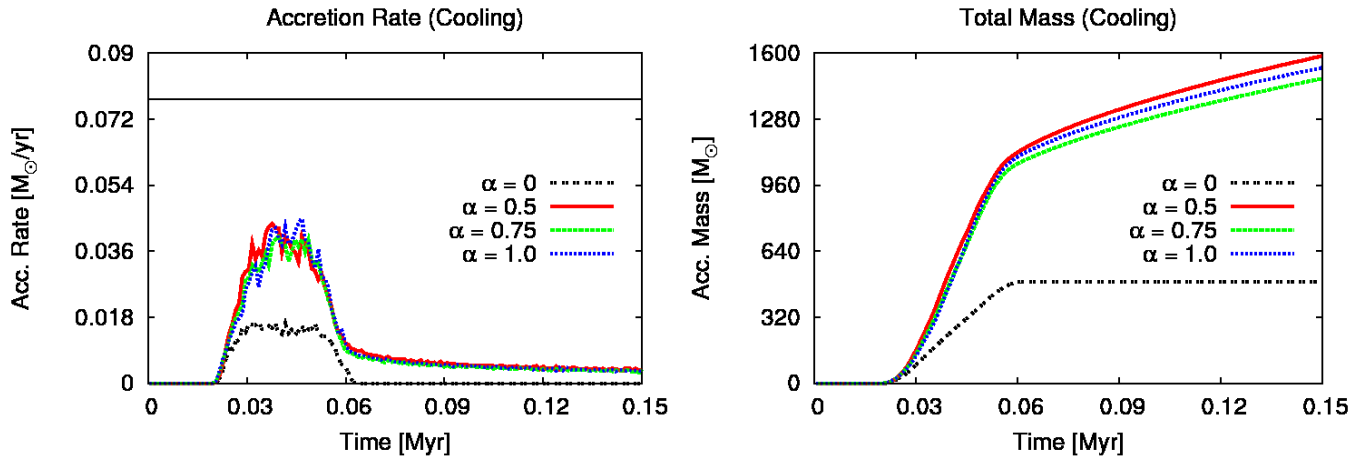 Accretion Rate (Cooling)
0.09
0.072
0.054
0.036
0.018
0
Acc. Rate [M⊙/yr]
α = 0
α = 0.5
α = 0.75
α = 1.0
0 0.03 0.06 0.09 0.12 0.15
Time [Myr]
Total Mass (Cooling)
1600
1280
960
640
320
0
Acc. Mass [M⊙]
α = 0
α = 0.5
α = 0.75
α = 1.0
0 0.03 0.06 0.09 0.12 0.15
Time [Myr]